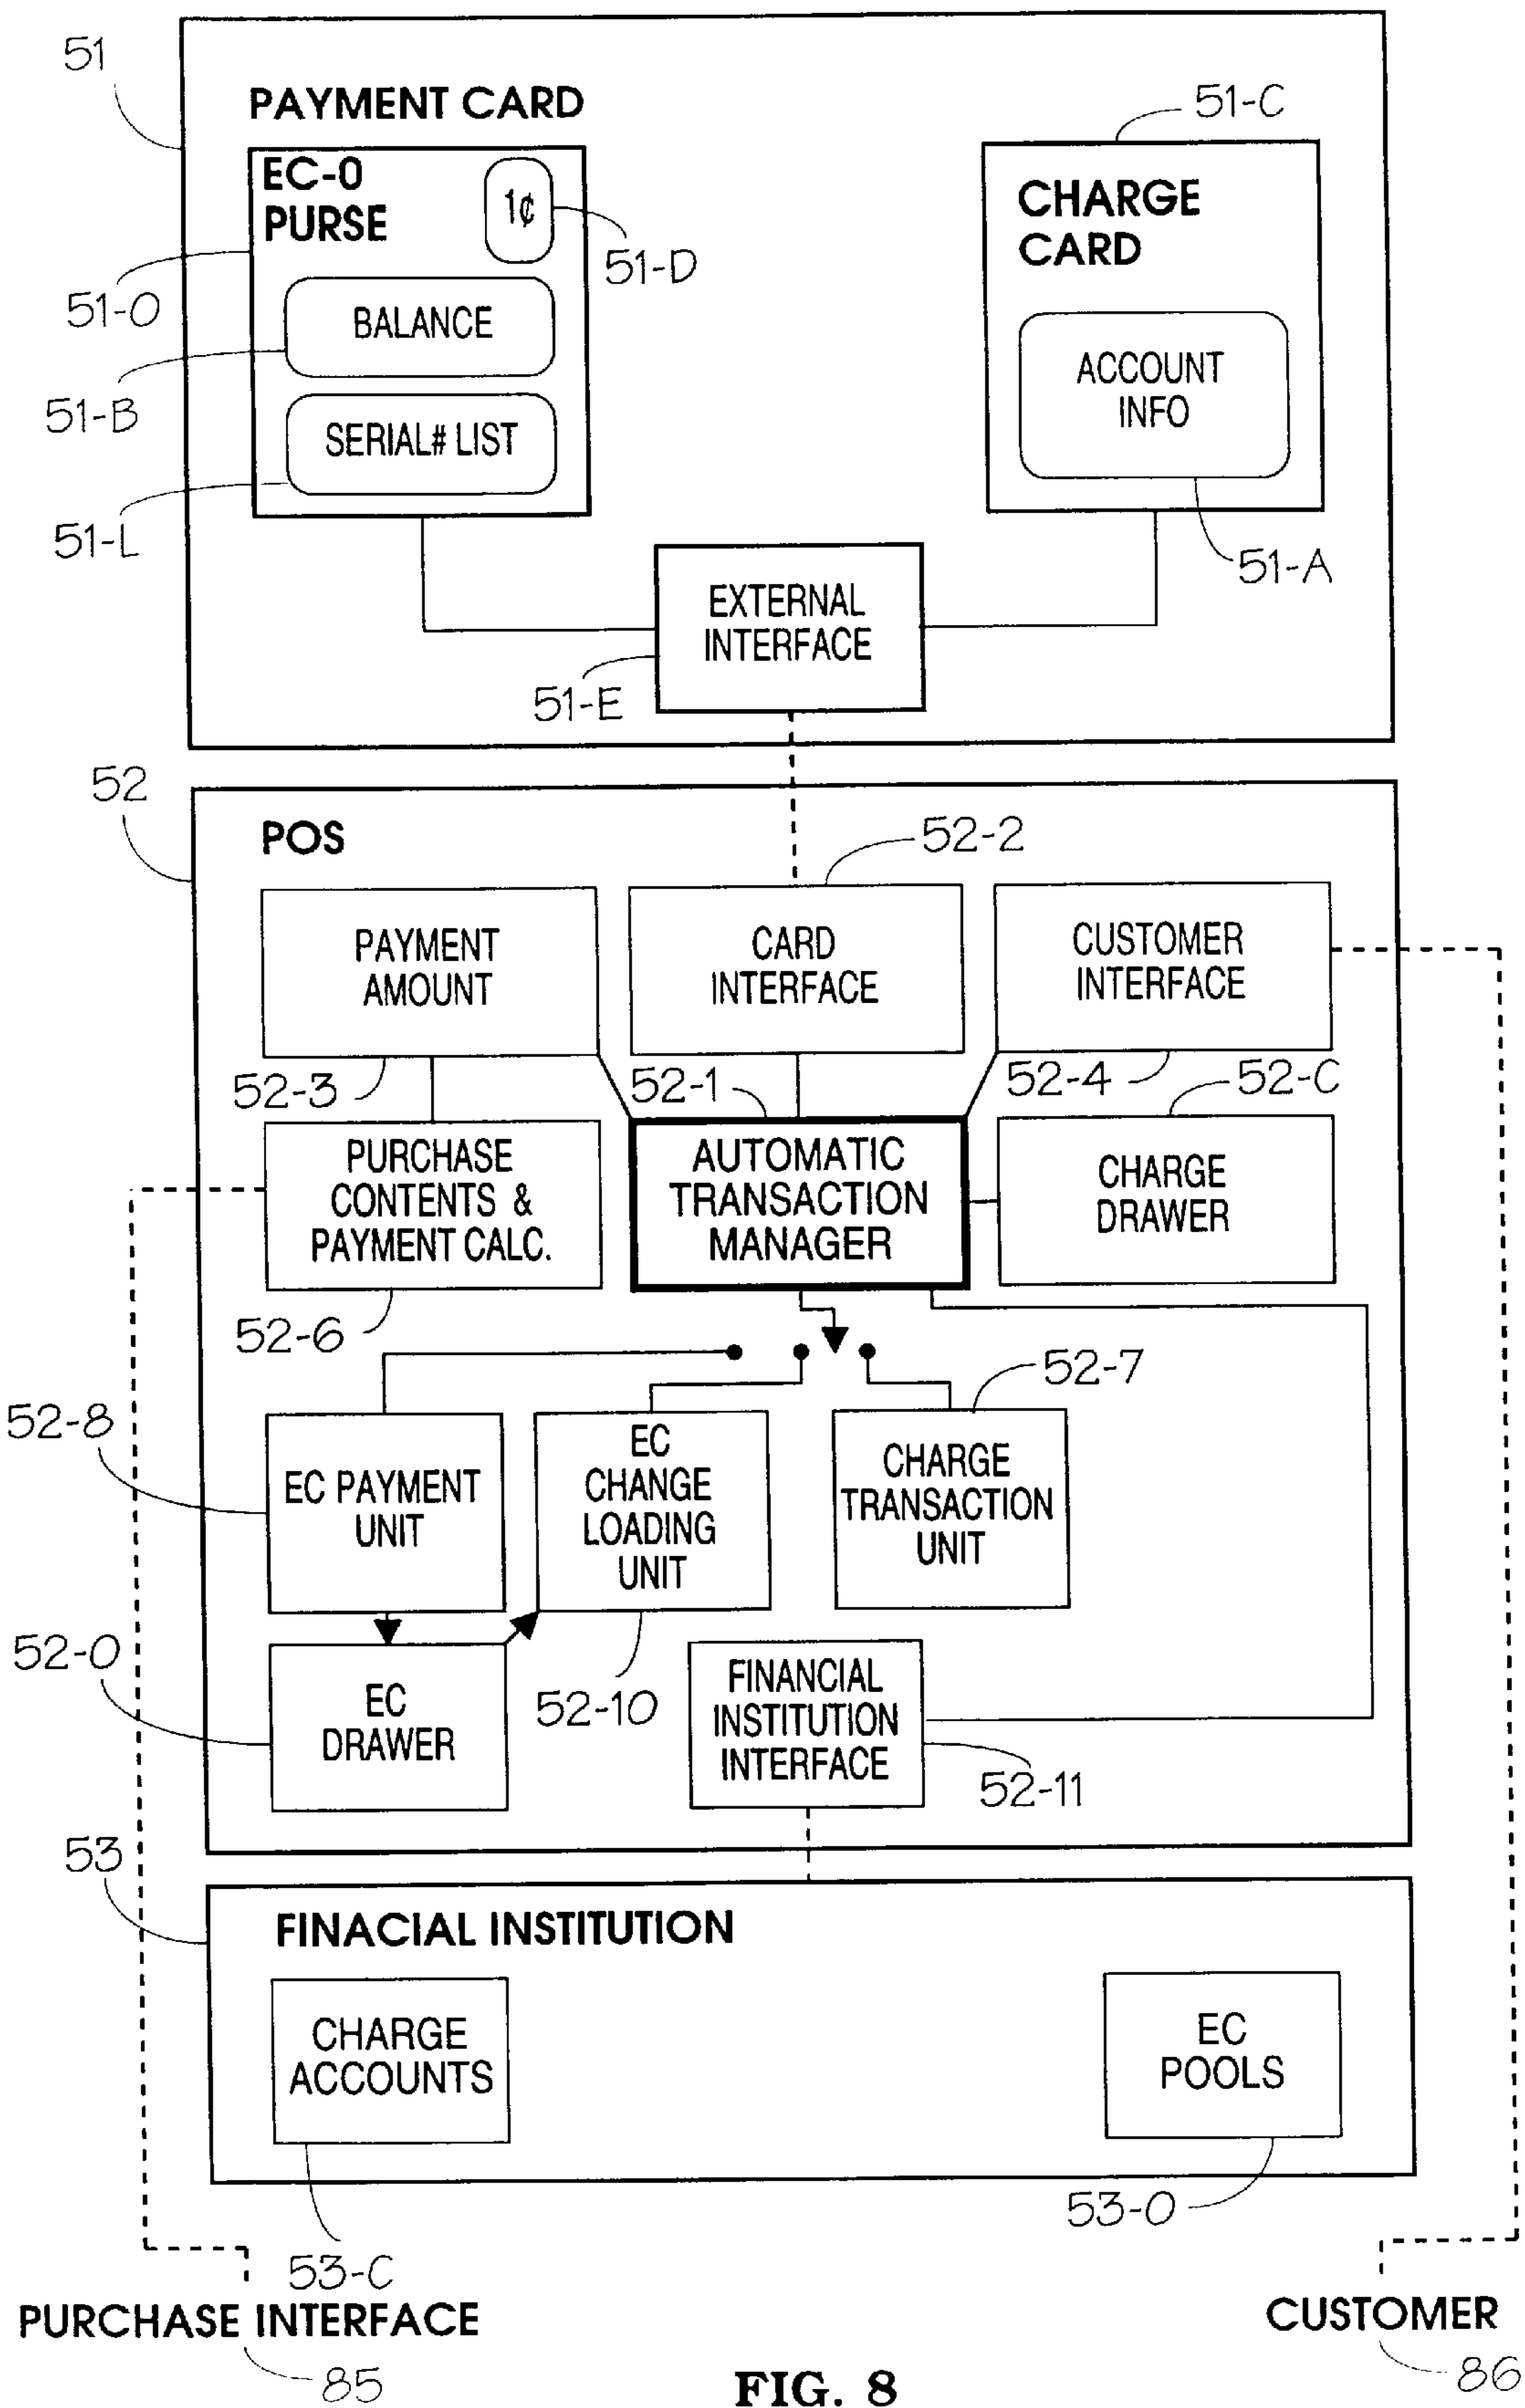 51
PAYMENT CARD
51-C
EC-0
PURSE
1¢
CHARGE
CARD
51-D
51-0
BALANCE
ACCOUNT
INFO
51-B
SERIAL# LIST
51-L
51-A
EXTERNAL
INTERFACE
51-E
52
POS
52-2
PAYMENT
AMOUNT
CARD
INTERFACE
CUSTOMER
INTERFACE
52-3
52-1
52-4
52-C
PURCHASE
CONTENTS &
PAYMENT CALC.
AUTOMATIC
TRANSACTION
MANAGER
CHARGE
DRAWER
52-6
52-7
52-8
EC PAYMENT
UNIT
EC
CHANGE
LOADING
UNIT
CHARGE
TRANSACTION
UNIT
52-0
EC
DRAWER
52-10
FINANCIAL
INSTITUTION
INTERFACE
52-11
53
FINACIAL INSTITUTION
CHARGE
ACCOUNTS
EC
POOLS
53-0
53-C
PURCHASE INTERFACE
CUSTOMER
85
86
FIG. 8